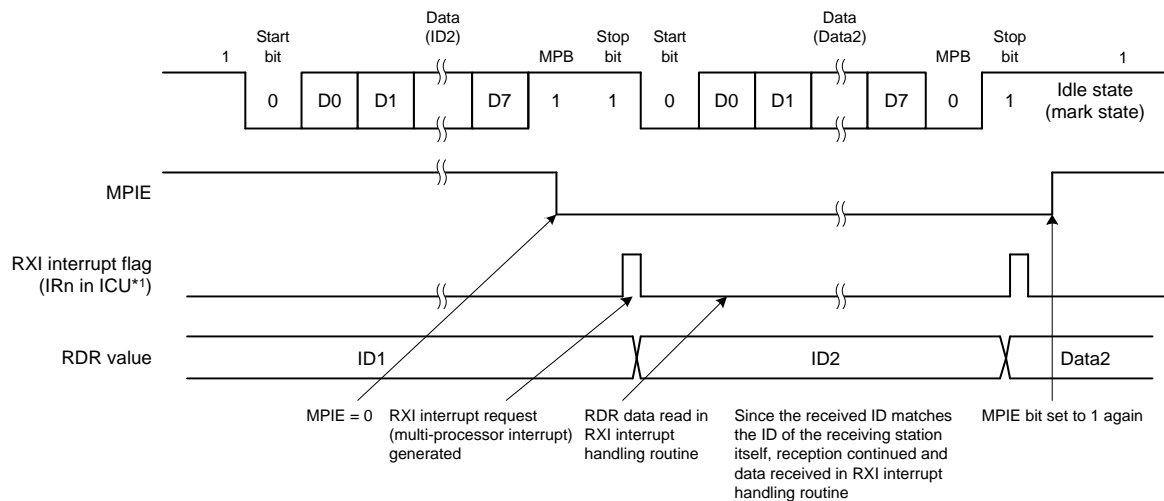 Data
(ID2)
Data
(Data2)
Start
bit
Stop
bit
Start
bit
Stop
bit
1
MPB
MPB
1
0
D0
D1
D7
1
1
0
D0
D1
D7
0
1
Idle state
(mark state)
MPIE
RXI interrupt flag
(IRn in ICU*1)
RDR value
ID1
ID2
Data2
MPIE = 0
RXI interrupt request
(multi-processor interrupt)
generated
RDR data read in
RXI interrupt
handling routine
Since the received ID matches
the ID of the receiving station
itself, reception continued and
data received in RXI interrupt
handling routine
MPIE bit set to 1 again